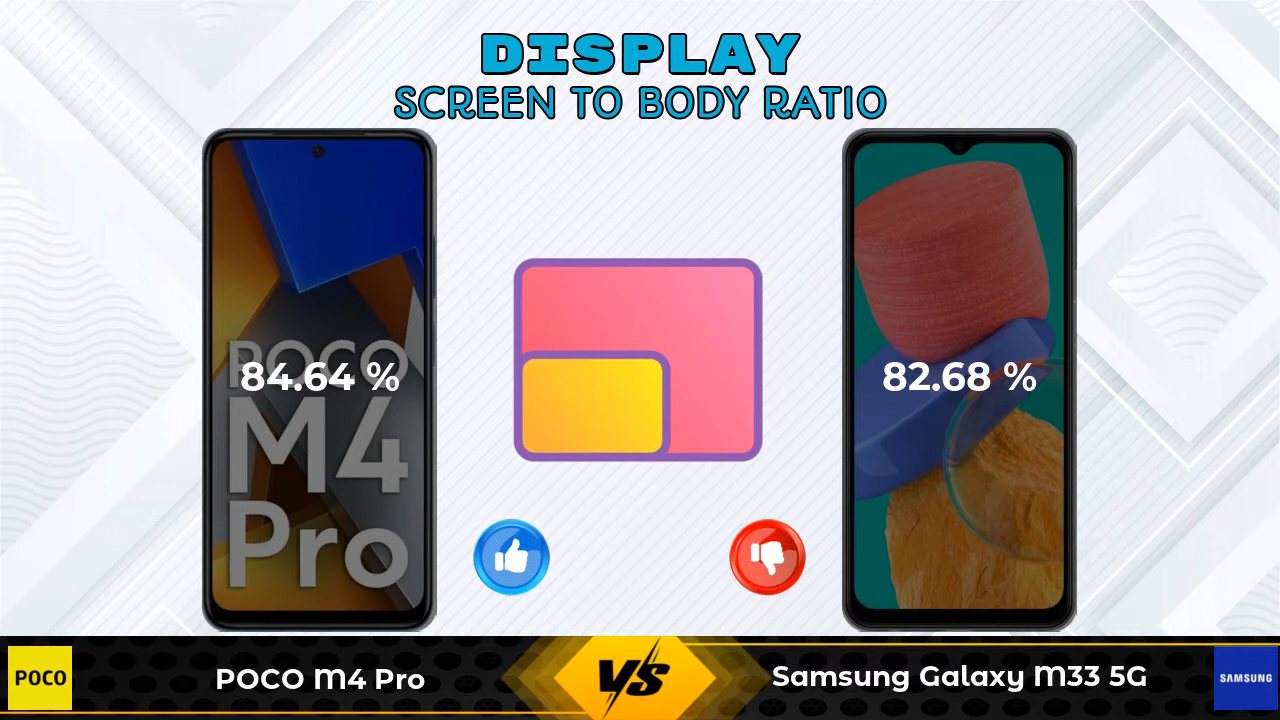 DISPLAY
SCREEN TO BODY RATIO
POCO
84.64 %
M4
Pro
82.68 %
POCO
POCO M4 Pro
VS
Samsung Galaxy M33 5G
SAMSUNG